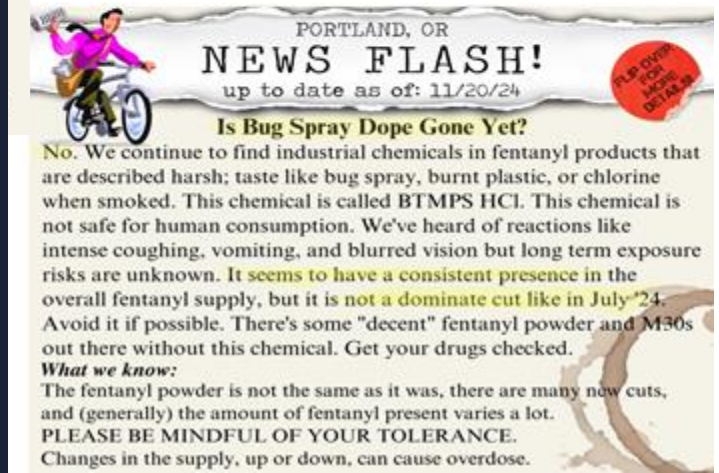 PORTLAND, OR
NEWS FLASH!
up to date as of: 11/20/24
FLIP OVER
FOR
MORE
DETAILS!
Is Bug Spray Dope Gone Yet?
No. We continue to find industrial chemicals in fentanyl products that
are described harsh; taste like bug spray, burnt plastic, or chlorine
when smoked. This chemical is called BTMPS HCl. This chemical is
not safe for human consumption. We've heard of reactions like
intense coughing, vomiting, and blurred vision but long term exposure
risks are unknown. It seems to have a consistent presence in the
overall fentanyl supply, but it is not a dominate cut like in July '24.
Avoid it if possible. There's some "decent" fentanyl powder and M30s
out there without this chemical. Get your drugs checked.
What we know:
The fentanyl powder is not the same as it was, there are many new cuts,
and (generally) the amount of fentanyl present varies a lot.
PLEASE BE MINDFUL OF YOUR TOLERANCE.
Changes in the supply, up or down, can cause overdose.